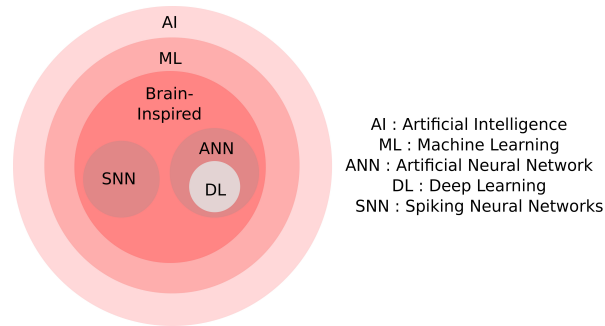 AI
ML
Brain-
Inspired
ANN
SNN
DL
AI : Artificial Intelligence
ML : Machine Learning
ANN : Artificial Neural Network
DL : Deep Learning
SNN : Spiking Neural Networks